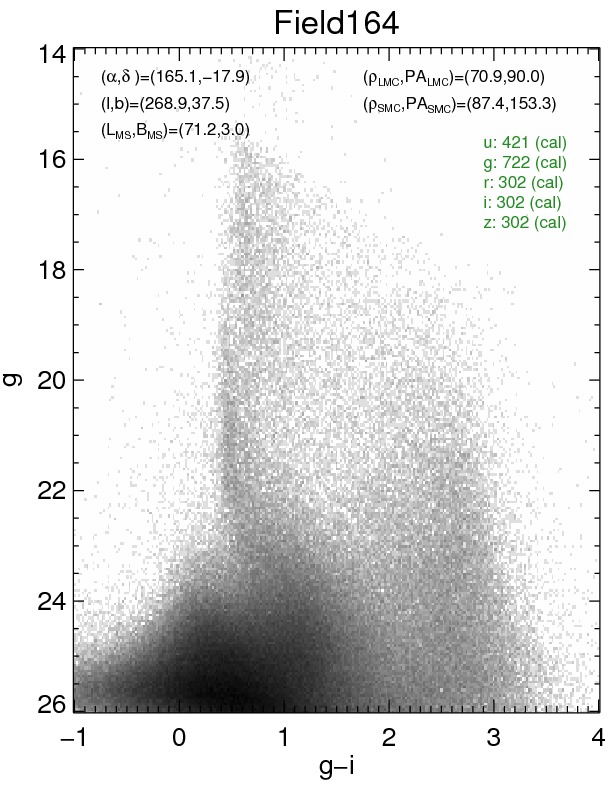 Field164
(α,δ )=(165.1,−17.9)
(ρLMC,PALMC)=(70.9,90.0)
(l,b)=(268.9,37.5)
(ρSMC,PASMC)=(87.4,153.3)
(LMS,BMS)=(71.2,3.0)
u: 421 (cal)
g: 722 (cal)
r: 302 (cal)
i: 302 (cal)
z: 302 (cal)
14
16
18
20
22
24
26
g
−1 0 1 2 3 4
g−i